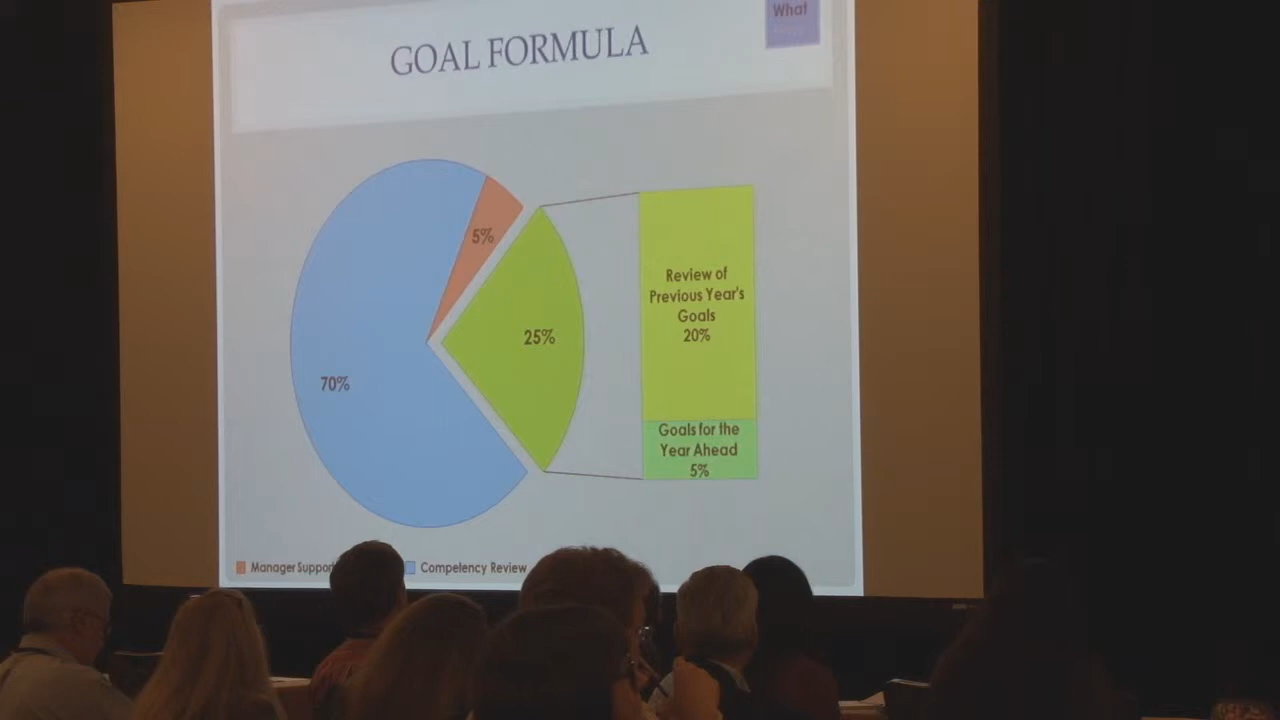 What
GOAL FORMULA
5%
25%
70%
Review of
Previous Year's
Goals
20%
Goals for the
Year Ahead
5%
Manager Support
Competency Review